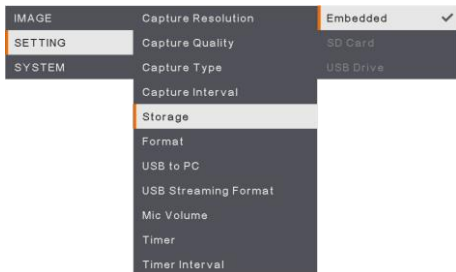 IMAGE
SETTING
SYSTEM
Capture Resolution
Capture Quality
Capture Type
Capture Interval
Storage
Format
USB to PC
USB Streaming Format
Mic Volume
Timer
Timer Interval
Embedded
SD Card
USB Drive